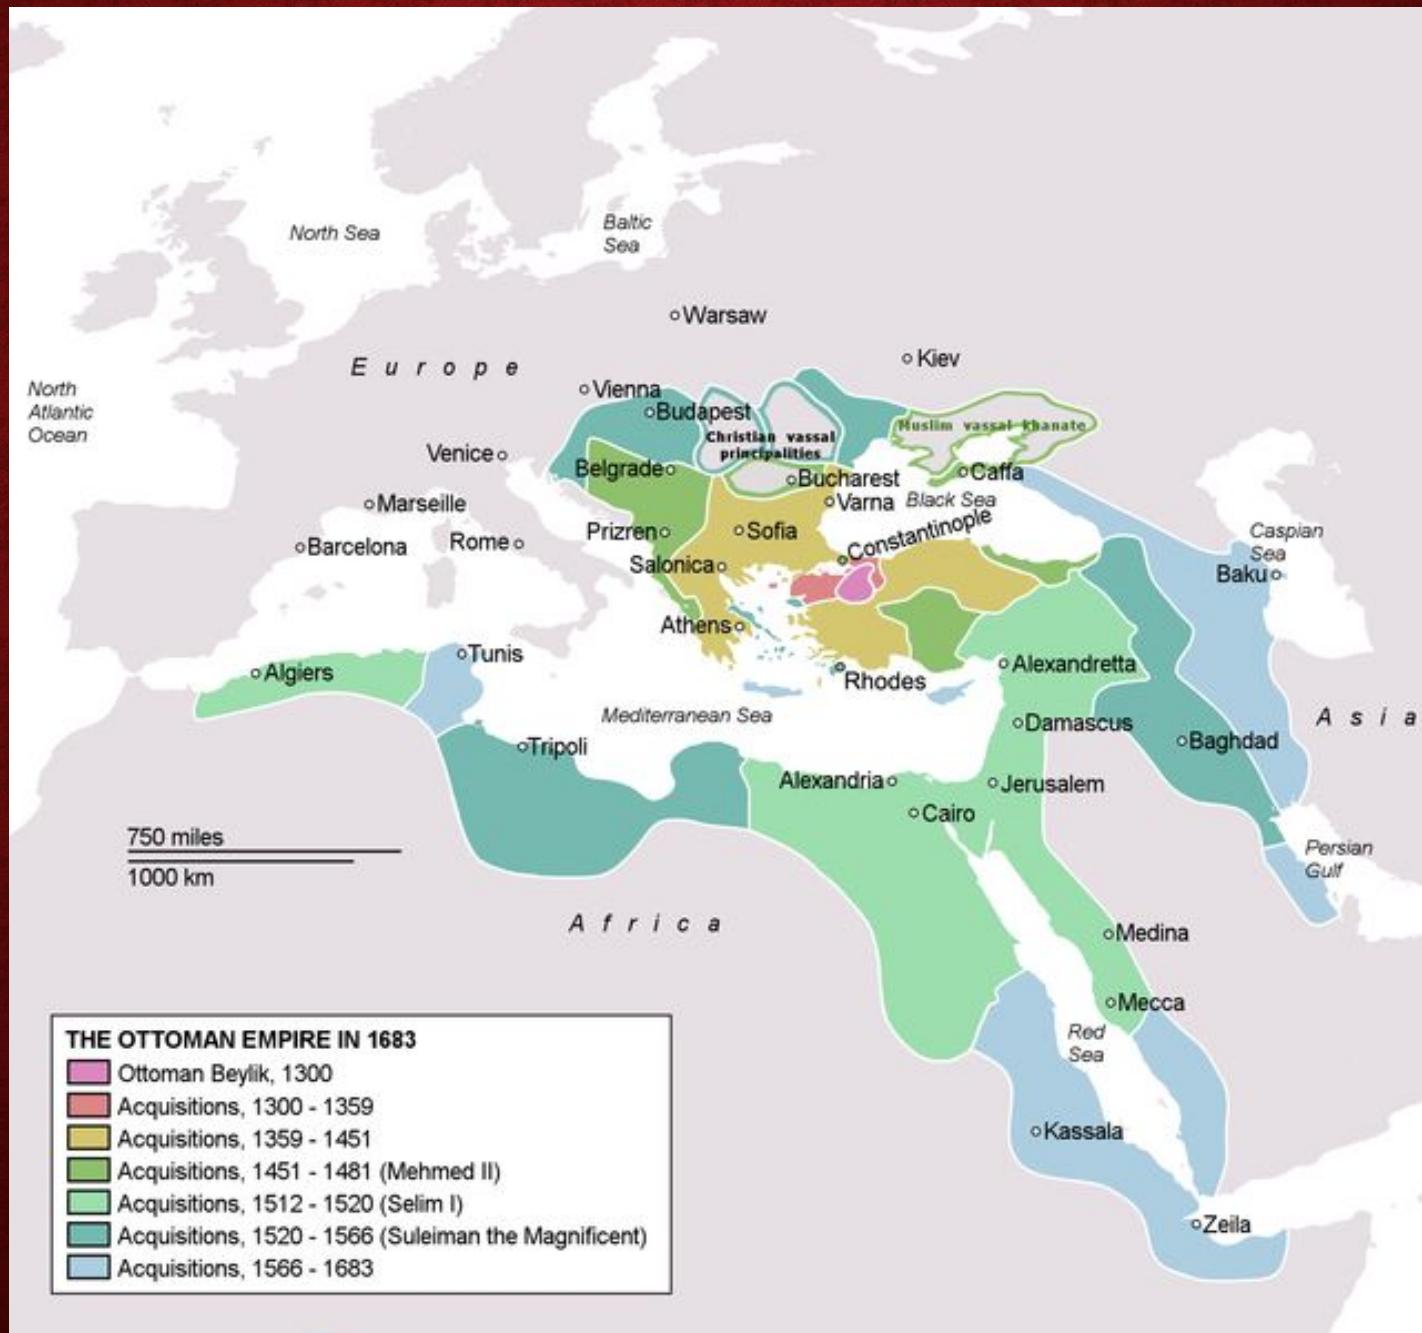 North Sea
Baltic
Sea
Warsaw
Europe
Kiev
North
Atlantic
Ocean
Vienna
Budapest
Christian vassal
principalities
Muslim vassal khanate
Venice
Belgrade
Bucharest
Caffa
Marseille
Varna
Black Sea
Barcelona
Rome
Prizren
Sofia
Constantinople
Caspian
Sea
Salonica
Baku
Athens
Tunis
Algiers
Alexandretta
Rhodes
Mediterranean Sea
Damascus
Asia
Tripoli
Baghdad
Alexandria
Jerusalem
Cairo
750 miles
1000 km
Persian
Gulf
Africa
Medina
Mecca
Red
Sea
Kassala
Zeila
THE OTTOMAN EMPIRE IN 1683
Ottoman Beylik, 1300
Acquisitions, 1300 - 1359
Acquisitions, 1359 - 1451
Acquisitions, 1451 - 1481 (Mehmed II)
Acquisitions, 1512 - 1520 (Selim I)
Acquisitions, 1520 - 1566 (Suleiman the Magnificent)
Acquisitions, 1566 - 1683